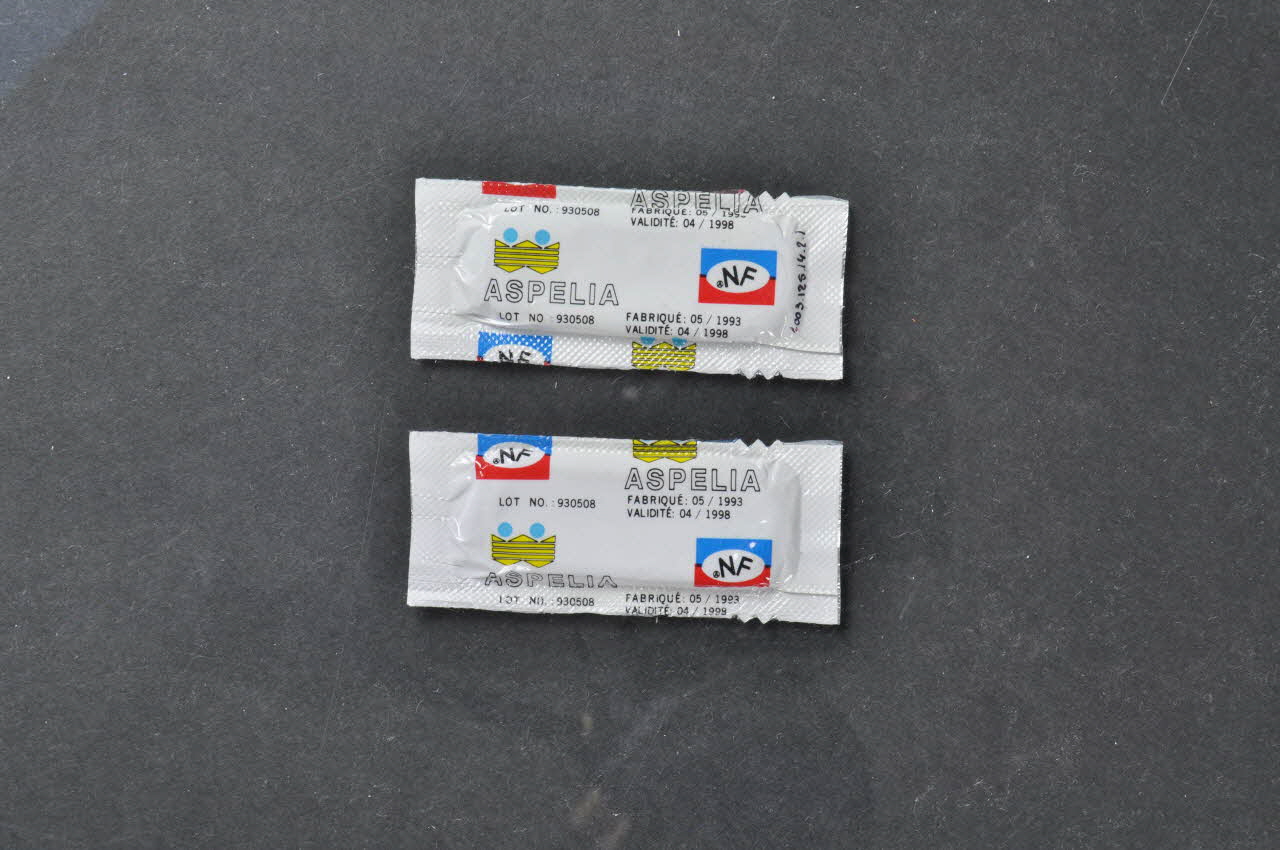 ASPELIA
LOT NO. : 930508
FABRIQUÉ: 05 / 1993
VALIDITÉ: 04 / 1998
NF
ASPELIA
LOT NO : 930508
FABRIQUÉ: 05 / 1993
VALIDITÉ: 04 / 1998
NF
NF
ASPELIA
LOT NO. : 930508
FABRIQUÉ: 05 / 1993
VALIDITÉ: 04 / 1998
NF
ASPELIA
LOT NO. : 930508
FABRIQUÉ: 05 / 1993
VALIDITÉ: 04 / 1998